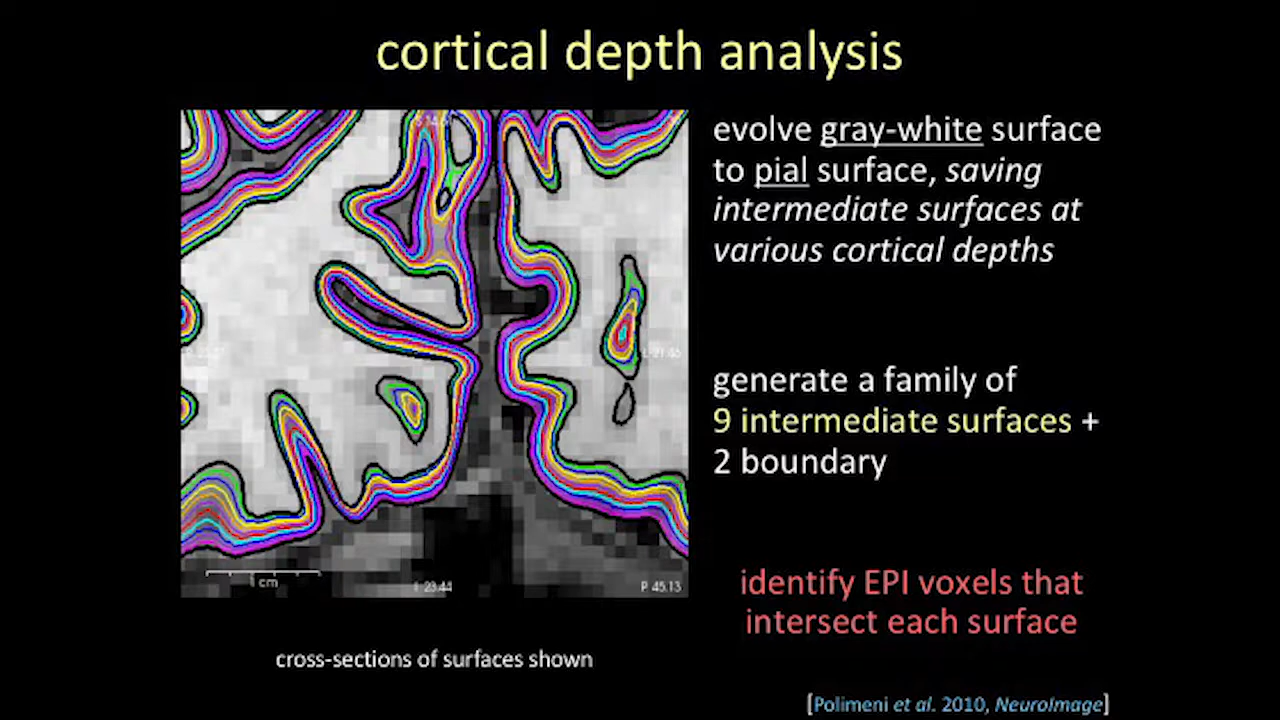 cortical depth analysis
evolve gray-white surface
to pial surface, saving
intermediate surfaces at
various cortical depths
generate a family of
9 intermediate surfaces +
2 boundary
identify EPI voxels that
intersect each surface
1 cm
I 23.44
P 45.13
cross-sections of surfaces shown
[Polimeni et al. 2010, NeuroImage]